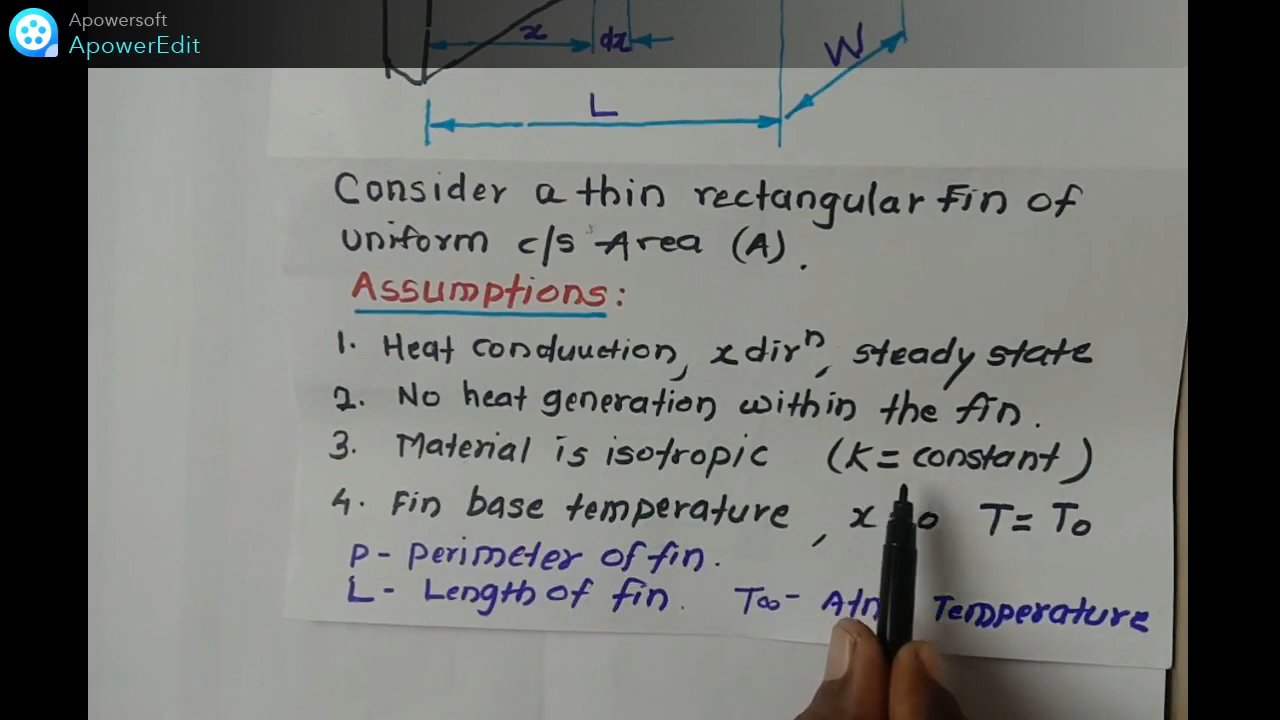 Apowersoft
ApowerEdit
x dx
W
L
Consider a thin rectangular Fin of
uniform c/s Area (A).
Assumptions:
1. Heat conduuction, x dirⁿ, steady state
2. No heat generation within the fin.
3. Material is isotropic (K = constant)
4. Fin base temperature, x 0 T = T₀
P - Perimeter of fin.
L - Length of fin. T∞ - Temperature